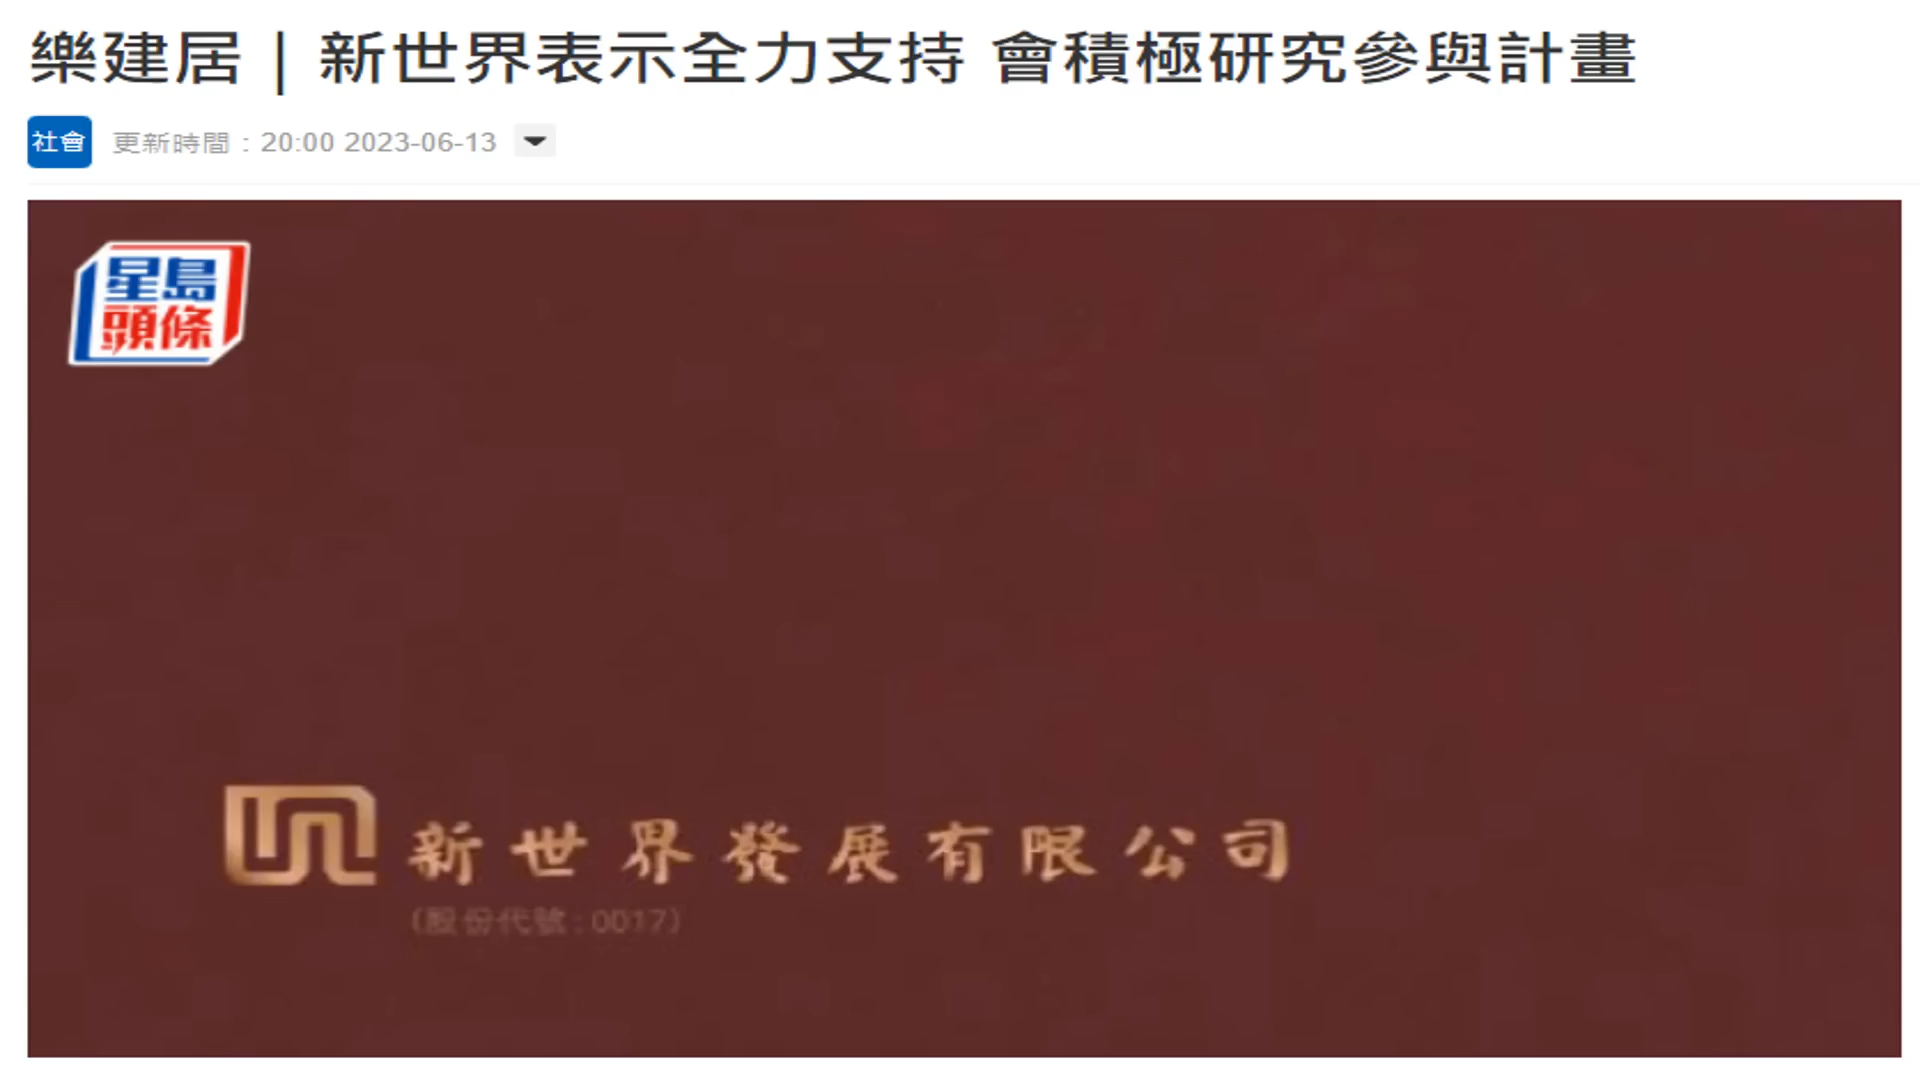 樂建居｜新世界表示全力支持 會積極研究參與計畫
社會 更新時間：20:00 2023-06-13
星島
頭條
新世界發展有限公司
(股份代號:0017)